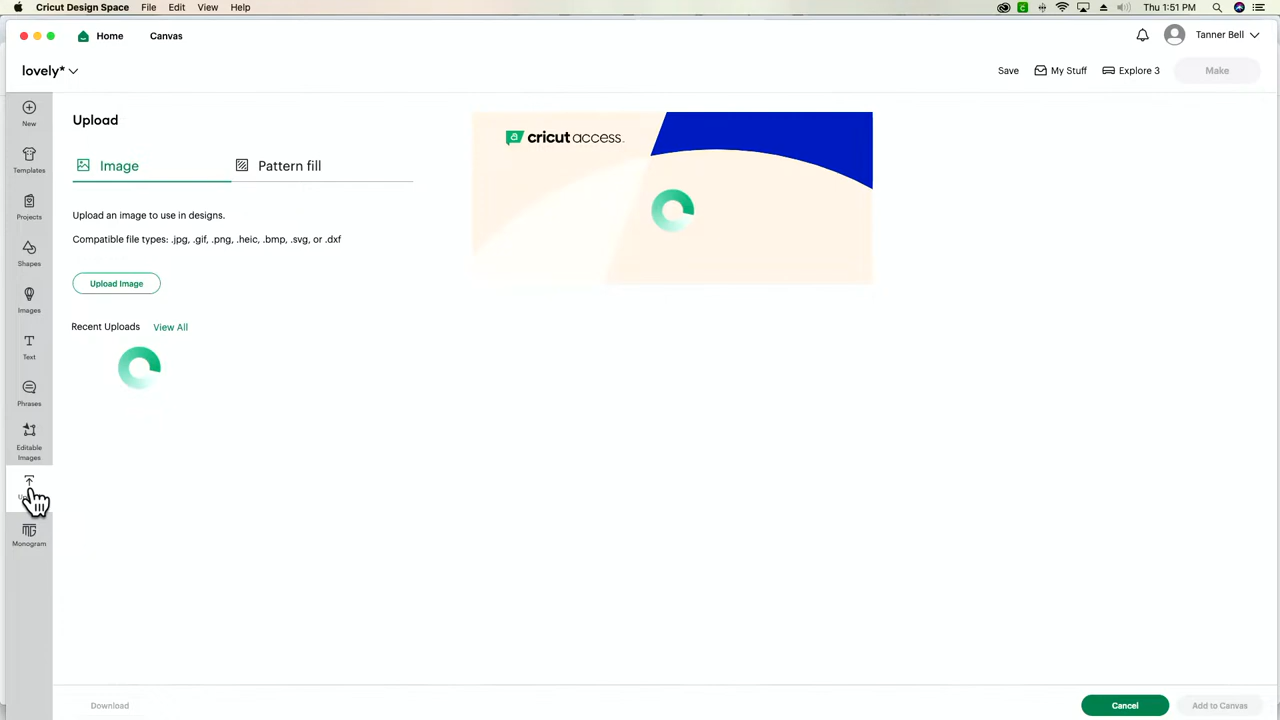 Cricut Design Space File Edit View Help
Thu 1:51 PM
Home Canvas
Tanner Bell
lovely*
Save My Stuff Explore 3 Make
New
Templates
Projects
Shapes
Images
Text
Phrases
Editable
Images
Monogram
Upload
Image Pattern fill
Upload an image to use in designs.
Compatible file types: .jpg, .gif, .png, .heic, .bmp, .svg, or .dxf
Upload Image
Recent Uploads View All
cricut access
Download
Cancel Add to Canvas